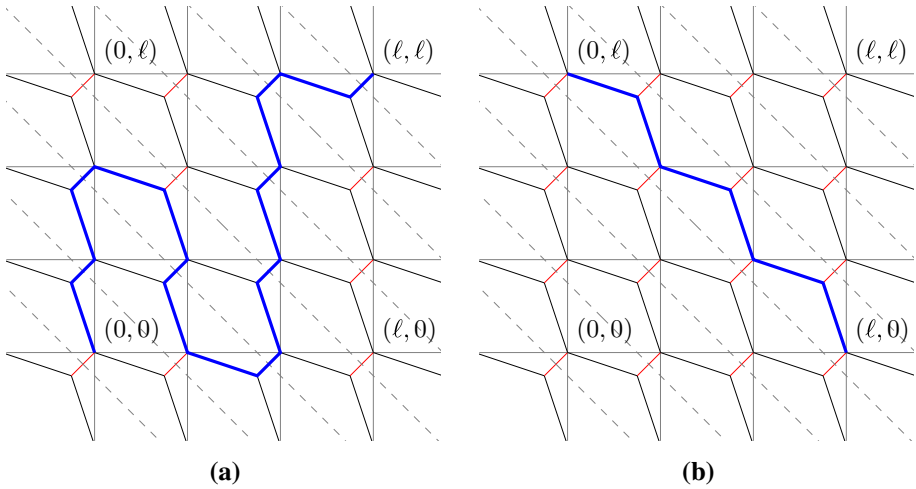 (0, ℓ) (ℓ, ℓ) (0, ℓ) (ℓ, ℓ)
(0, 0) (ℓ, 0) (0, 0) (ℓ, 0)
(a) (b)